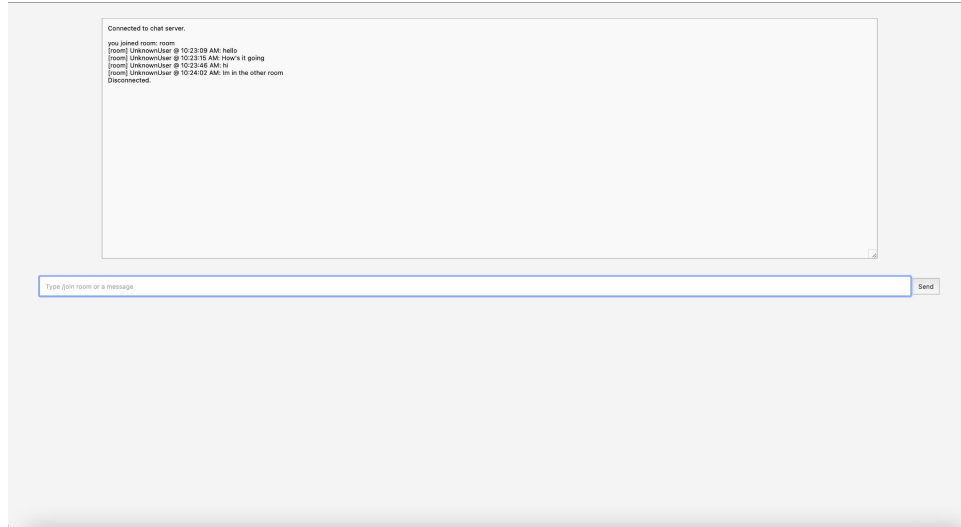 Connected to chat server.
you joined room: room
[room] UnknownUser @ 10:23:09 AM: hello
[room] UnknownUser @ 10:23:15 AM: How's it going
[room] UnknownUser @ 10:23:46 AM: hi
[room] UnknownUser @ 10:24:02 AM: Im in the other room
Disconnected.
Type /join room or a message
Send